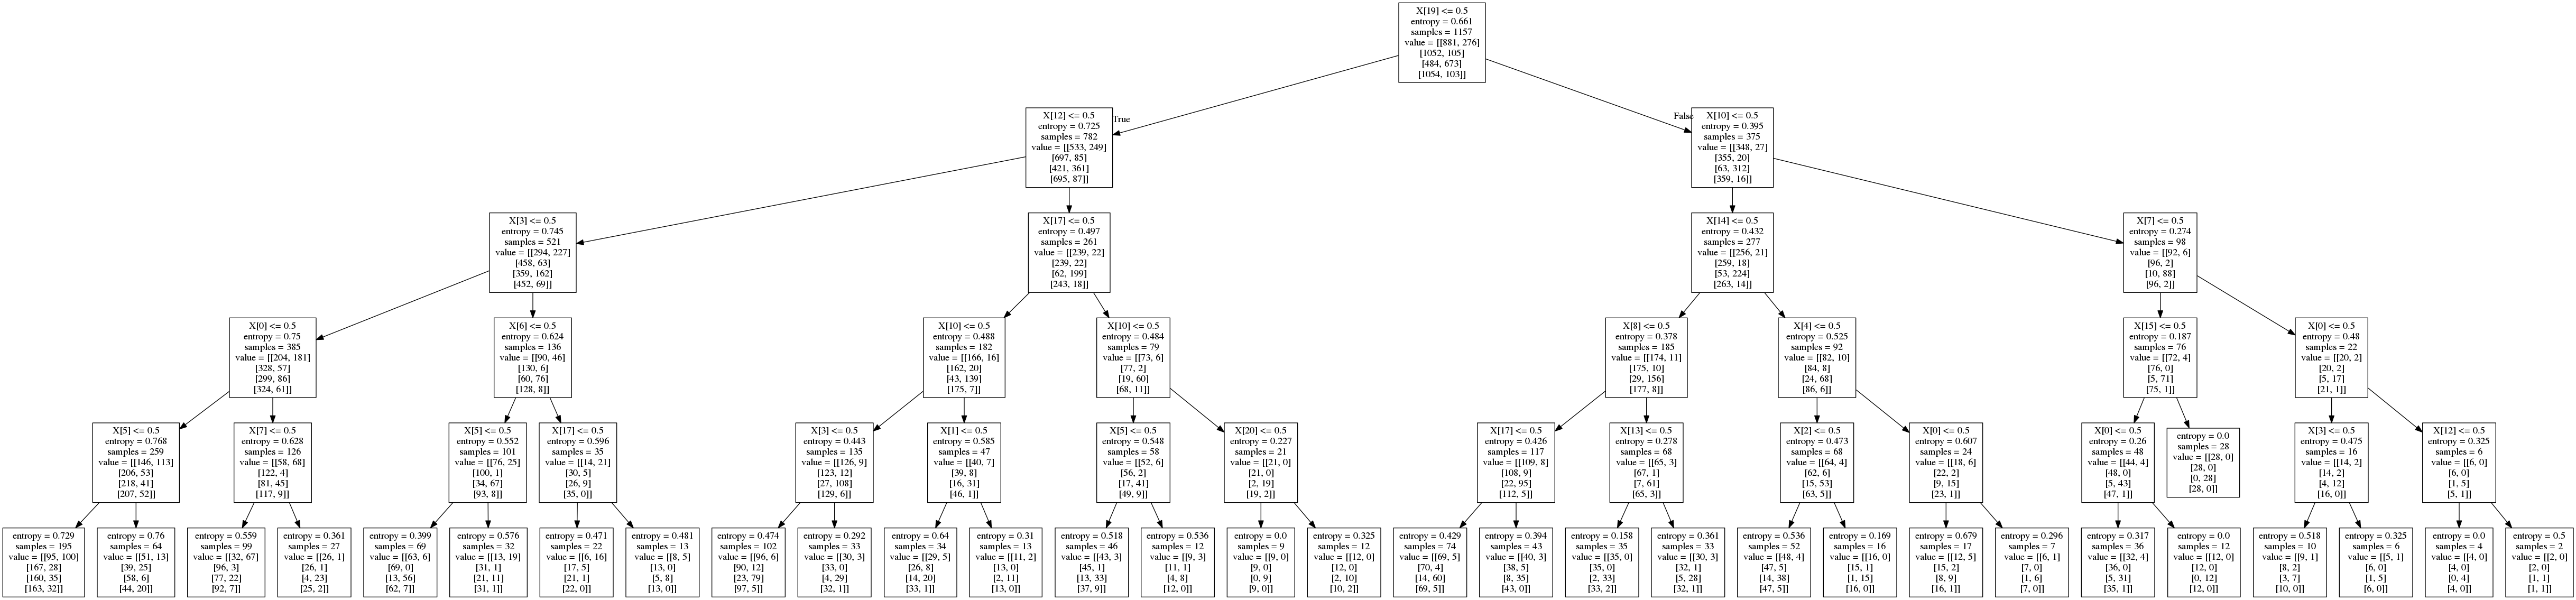 X[19] <= 0.5
entropy = 0.661
samples = 1157
value = [[881, 276]
[1052, 105]
[484, 673]
[1054, 103]]
True
False
X[12] <= 0.5
entropy = 0.725
samples = 782
value = [[533, 249]
[697, 85]
[421, 361]
[695, 87]]
X[10] <= 0.5
entropy = 0.395
samples = 375
value = [[348, 27]
[355, 20]
[63, 312]
[359, 16]]
X[3] <= 0.5
entropy = 0.745
samples = 521
value = [[294, 227]
[458, 63]
[359, 162]
[452, 69]]
X[17] <= 0.5
entropy = 0.497
samples = 261
value = [[239, 22]
[239, 22]
[62, 199]
[243, 18]]
X[14] <= 0.5
entropy = 0.432
samples = 277
value = [[256, 21]
[259, 18]
[53, 224]
[263, 14]]
X[7] <= 0.5
entropy = 0.274
samples = 98
value = [[92, 6]
[96, 2]
[10, 88]
[96, 2]]
X[0] <= 0.5
entropy = 0.75
samples = 385
value = [[204, 181]
[328, 57]
[299, 86]
[324, 61]]
X[6] <= 0.5
entropy = 0.624
samples = 136
value = [[90, 46]
[130, 6]
[60, 76]
[128, 8]]
X[10] <= 0.5
entropy = 0.488
samples = 182
value = [[166, 16]
[162, 20]
[43, 139]
[175, 7]]
X[10] <= 0.5
entropy = 0.484
samples = 79
value = [[73, 6]
[77, 2]
[19, 60]
[68, 11]]
X[8] <= 0.5
entropy = 0.378
samples = 185
value = [[174, 11]
[175, 10]
[29, 156]
[177, 8]]
X[4] <= 0.5
entropy = 0.525
samples = 92
value = [[82, 10]
[84, 8]
[24, 68]
[86, 6]]
X[15] <= 0.5
entropy = 0.187
samples = 76
value = [[72, 4]
[76, 0]
[5, 71]
[75, 1]]
X[0] <= 0.5
entropy = 0.48
samples = 22
value = [[20, 2]
[20, 2]
[5, 17]
[21, 1]]
X[5] <= 0.5
entropy = 0.768
samples = 259
value = [[146, 113]
[206, 53]
[218, 41]
[207, 52]]
X[7] <= 0.5
entropy = 0.628
samples = 126
value = [[58, 68]
[122, 4]
[81, 45]
[117, 9]]
X[5] <= 0.5
entropy = 0.552
samples = 101
value = [[76, 25]
[100, 1]
[34, 67]
[93, 8]]
X[17] <= 0.5
entropy = 0.596
samples = 35
value = [[14, 21]
[30, 5]
[26, 9]
[35, 0]]
X[3] <= 0.5
entropy = 0.443
samples = 135
value = [[126, 9]
[123, 12]
[27, 108]
[129, 6]]
X[1] <= 0.5
entropy = 0.585
samples = 47
value = [[40, 7]
[39, 8]
[16, 31]
[46, 1]]
X[5] <= 0.5
entropy = 0.548
samples = 58
value = [[52, 6]
[56, 2]
[17, 41]
[49, 9]]
X[20] <= 0.5
entropy = 0.227
samples = 21
value = [[21, 0]
[21, 0]
[2, 19]
[19, 2]]
X[17] <= 0.5
entropy = 0.426
samples = 117
value = [[109, 8]
[108, 9]
[22, 95]
[112, 5]]
X[13] <= 0.5
entropy = 0.278
samples = 68
value = [[65, 3]
[67, 1]
[7, 61]
[65, 3]]
X[2] <= 0.5
entropy = 0.473
samples = 68
value = [[64, 4]
[62, 6]
[15, 53]
[63, 5]]
X[0] <= 0.5
entropy = 0.607
samples = 24
value = [[18, 6]
[22, 2]
[9, 15]
[23, 1]]
X[0] <= 0.5
entropy = 0.26
samples = 48
value = [[44, 4]
[48, 0]
[5, 43]
[47, 1]]
entropy = 0.0
samples = 28
value = [[28, 0]
[28, 0]
[0, 28]
[28, 0]]
X[3] <= 0.5
entropy = 0.475
samples = 16
value = [[14, 2]
[14, 2]
[4, 12]
[16, 0]]
X[12] <= 0.5
entropy = 0.325
samples = 6
value = [[6, 0]
[6, 0]
[1, 5]
[5, 1]]
entropy = 0.729
samples = 195
value = [[95, 100]
[167, 28]
[160, 35]
[163, 32]]
entropy = 0.76
samples = 64
value = [[51, 13]
[39, 25]
[58, 6]
[44, 20]]
entropy = 0.559
samples = 99
value = [[32, 67]
[96, 3]
[77, 22]
[92, 7]]
entropy = 0.361
samples = 27
value = [[26, 1]
[26, 1]
[4, 23]
[25, 2]]
entropy = 0.399
samples = 69
value = [[63, 6]
[69, 0]
[13, 56]
[62, 7]]
entropy = 0.576
samples = 32
value = [[13, 19]
[31, 1]
[21, 11]
[31, 1]]
entropy = 0.471
samples = 22
value = [[6, 16]
[17, 5]
[21, 1]
[22, 0]]
entropy = 0.481
samples = 13
value = [[8, 5]
[13, 0]
[5, 8]
[13, 0]]
entropy = 0.474
samples = 102
value = [[96, 6]
[90, 12]
[23, 79]
[97, 5]]
entropy = 0.292
samples = 33
value = [[30, 3]
[33, 0]
[4, 29]
[32, 1]]
entropy = 0.64
samples = 34
value = [[29, 5]
[26, 8]
[14, 20]
[33, 1]]
entropy = 0.31
samples = 13
value = [[11, 2]
[13, 0]
[2, 11]
[13, 0]]
entropy = 0.518
samples = 46
value = [[43, 3]
[45, 1]
[13, 33]
[37, 9]]
entropy = 0.536
samples = 12
value = [[9, 3]
[11, 1]
[4, 8]
[12, 0]]
entropy = 0.0
samples = 9
value = [[9, 0]
[9, 0]
[0, 9]
[9, 0]]
entropy = 0.325
samples = 12
value = [[12, 0]
[12, 0]
[2, 10]
[10, 2]]
entropy = 0.429
samples = 74
value = [[69, 5]
[70, 4]
[14, 60]
[69, 5]]
entropy = 0.394
samples = 43
value = [[40, 3]
[38, 5]
[8, 35]
[43, 0]]
entropy = 0.158
samples = 35
value = [[35, 0]
[35, 0]
[2, 33]
[33, 2]]
entropy = 0.361
samples = 33
value = [[30, 3]
[32, 1]
[5, 28]
[32, 1]]
entropy = 0.536
samples = 52
value = [[48, 4]
[47, 5]
[14, 38]
[47, 5]]
entropy = 0.169
samples = 16
value = [[16, 0]
[15, 1]
[1, 15]
[16, 0]]
entropy = 0.679
samples = 17
value = [[12, 5]
[15, 2]
[8, 9]
[16, 1]]
entropy = 0.296
samples = 7
value = [[6, 1]
[7, 0]
[1, 6]
[7, 0]]
entropy = 0.317
samples = 36
value = [[32, 4]
[36, 0]
[5, 31]
[35, 1]]
entropy = 0.0
samples = 12
value = [[12, 0]
[12, 0]
[0, 12]
[12, 0]]
entropy = 0.518
samples = 10
value = [[9, 1]
[8, 2]
[3, 7]
[10, 0]]
entropy = 0.325
samples = 6
value = [[5, 1]
[6, 0]
[1, 5]
[6, 0]]
entropy = 0.0
samples = 4
value = [[4, 0]
[4, 0]
[0, 4]
[4, 0]]
entropy = 0.5
samples = 2
value = [[2, 0]
[2, 0]
[1, 1]
[1, 1]]